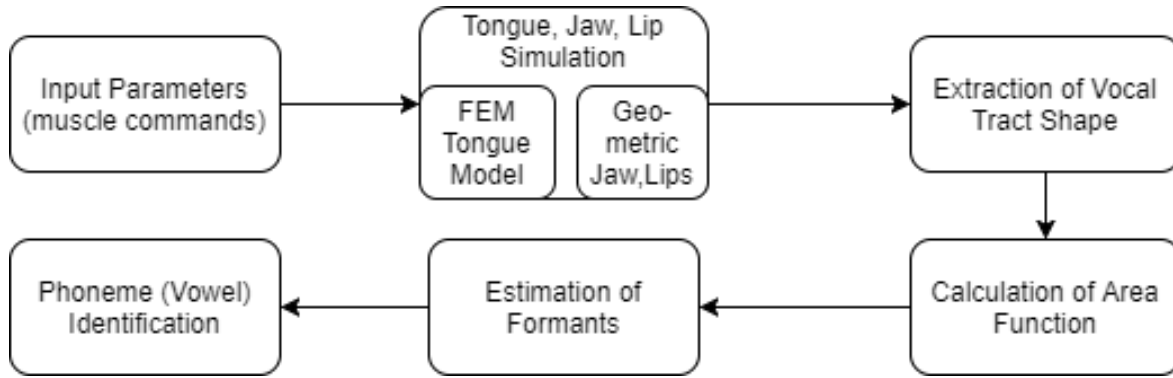 Input Parameters
(muscle commands)
Tongue, Jaw, Lip
Simulation
FEM
Tongue
Model
Geo-
metric
Jaw,Lips
Extraction of Vocal
Tract Shape
Calculation of Area
Function
Estimation of
Formants
Phoneme (Vowel)
Identification